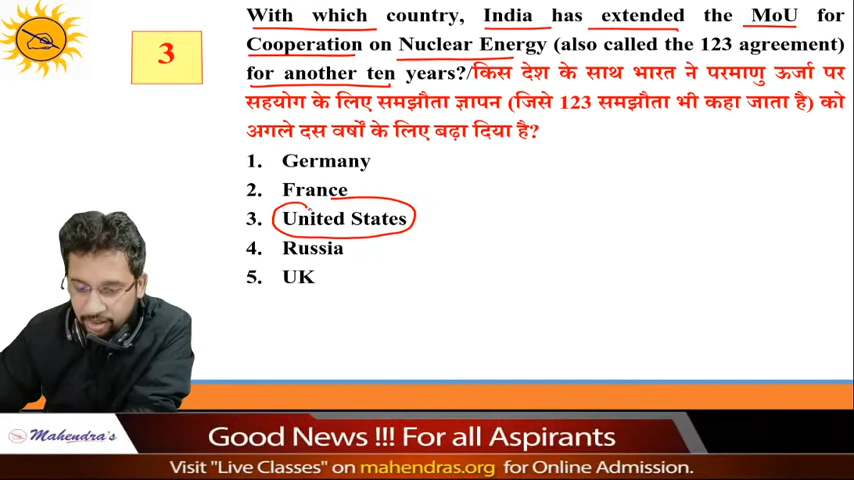 3
With which country, India has extended the MoU for
Cooperation on Nuclear Energy (also called the 123 agreement)
for another ten years?/किस देश के साथ भारत ने परमाणु ऊर्जा पर
सहयोग के लिए समझौता ज्ञापन (जिसे 123 समझौता भी कहा जाता है) को
अगले दस वर्षों के लिए बढ़ा दिया है?
1. Germany
2. France
3. United States
4. Russia
5. UK
Mahendra's
Good News !!! For all Aspirants
Visit "Live Classes" on mahendras.org for Online Admission.